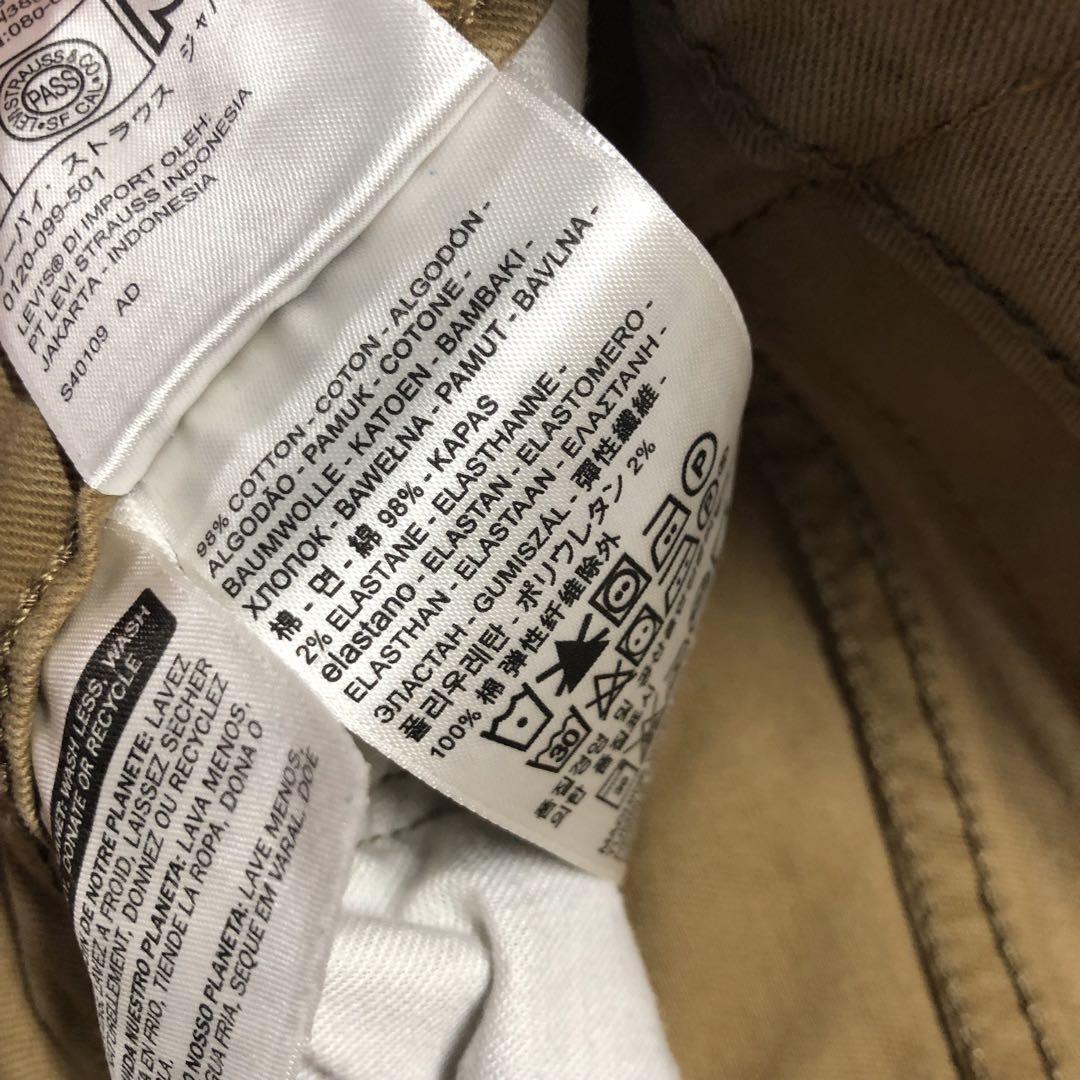 LEVI STRAUSS & CO
PASS
SF CAL
リーバイ・ストラウス ジャ
0120-099-501
LEVI'S® DI IMPORT OLEH:
PT LEVI STRAUSS INDONESIA
JAKARTA - INDONESIA
S40109 AD
98% COTTON - COTON - ALGODÓN -
ALGODÃO - PAMUK - COTONE -
BAUMWOLLE - KATOEN - BAMBAKI -
ХЛОПОК - BAWEŁNA - PAMUT - BAVLNA -
棉 - 면 - 綿 98% - KAPAS
2% ELASTANE - ELASTHANNE -
elastano - ELASTAN - ELASTOMERO -
ELASTHAN - ELASTAAN - ΕΛΑΣΤΑΝΗ -
ЭЛАСТАН - GUMISZÁL - 彈性纖維 -
폴리우레탄 - ポリウレタン 2%
100% 棉 弹性纤维除外
P
30
WASH LESS, WASH
DONATE OR RECYCLE
DE NOTRE PLANETE: LAVEZ
LAVEZ A FROID, LAISSEZ SECHER
DONNEZ OU RECYCLEZ
NUESTRO PLANETA: LAVA MENOS,
EN FRIO, TIENDE LA ROPA, DONA O
NOSSO PLANETA: LAVE MENOS,
FRIA, SEQUE EM VARAL. DOE